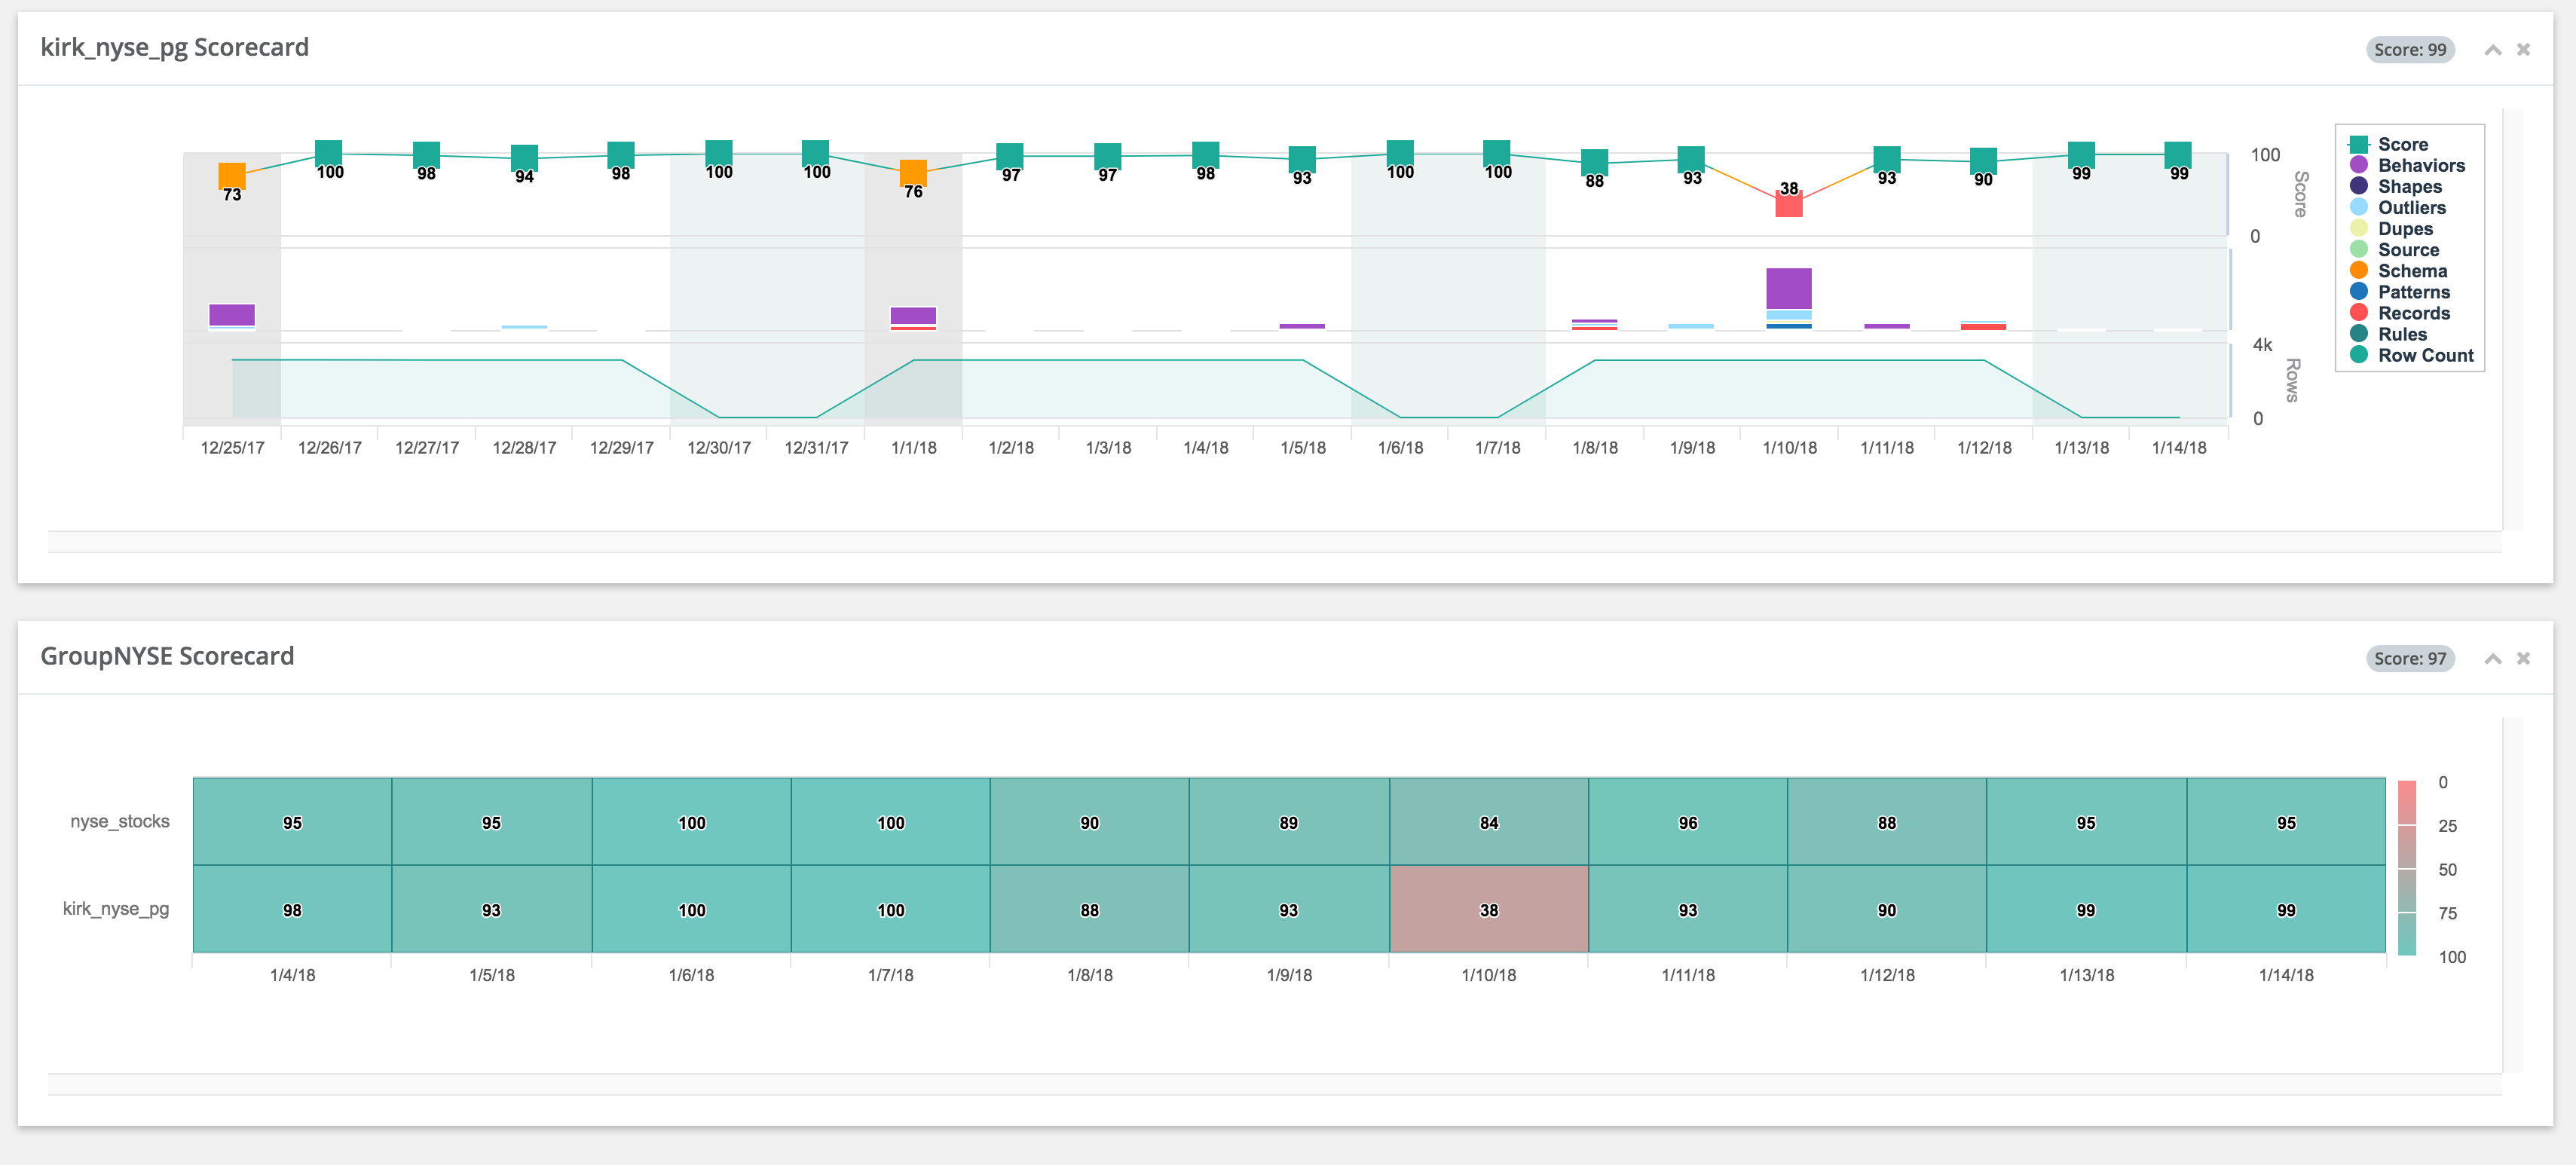 kirk_nyse_pg Scorecard
Score: 99
73 100 98 94 98 100 100 76 97 97 98 93 100 100 88 93 38 93 90 99 99
100
Score
0
4k
Rows
0
12/25/17 12/26/17 12/27/17 12/28/17 12/29/17 12/30/17 12/31/17 1/1/18 1/2/18 1/3/18 1/4/18 1/5/18 1/6/18 1/7/18 1/8/18 1/9/18 1/10/18 1/11/18 1/12/18 1/13/18 1/14/18
Score
Behaviors
Shapes
Outliers
Dupes
Source
Schema
Patterns
Records
Rules
Row Count
GroupNYSE Scorecard
Score: 97
nyse_stocks 95 95 100 100 90 89 84 96 88 95 95
kirk_nyse_pg 98 93 100 100 88 93 38 93 90 99 99
1/4/18 1/5/18 1/6/18 1/7/18 1/8/18 1/9/18 1/10/18 1/11/18 1/12/18 1/13/18 1/14/18
0
25
50
75
100